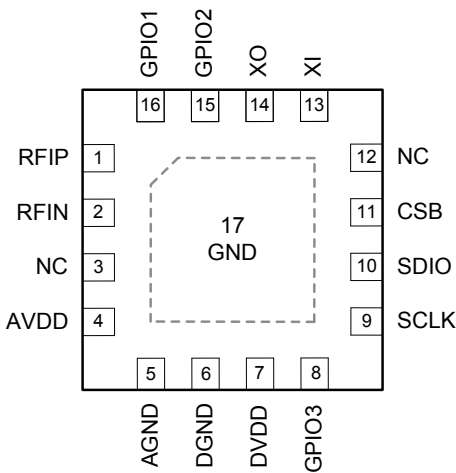 GPIO1
GPIO2
XO
XI
16
15
14
13
RFIP
1
12
NC
RFIN
2
11
CSB
17
GND
NC
3
10
SDIO
AVDD
4
9
SCLK
5
6
7
8
AGND
DGND
DVDD
GPIO3